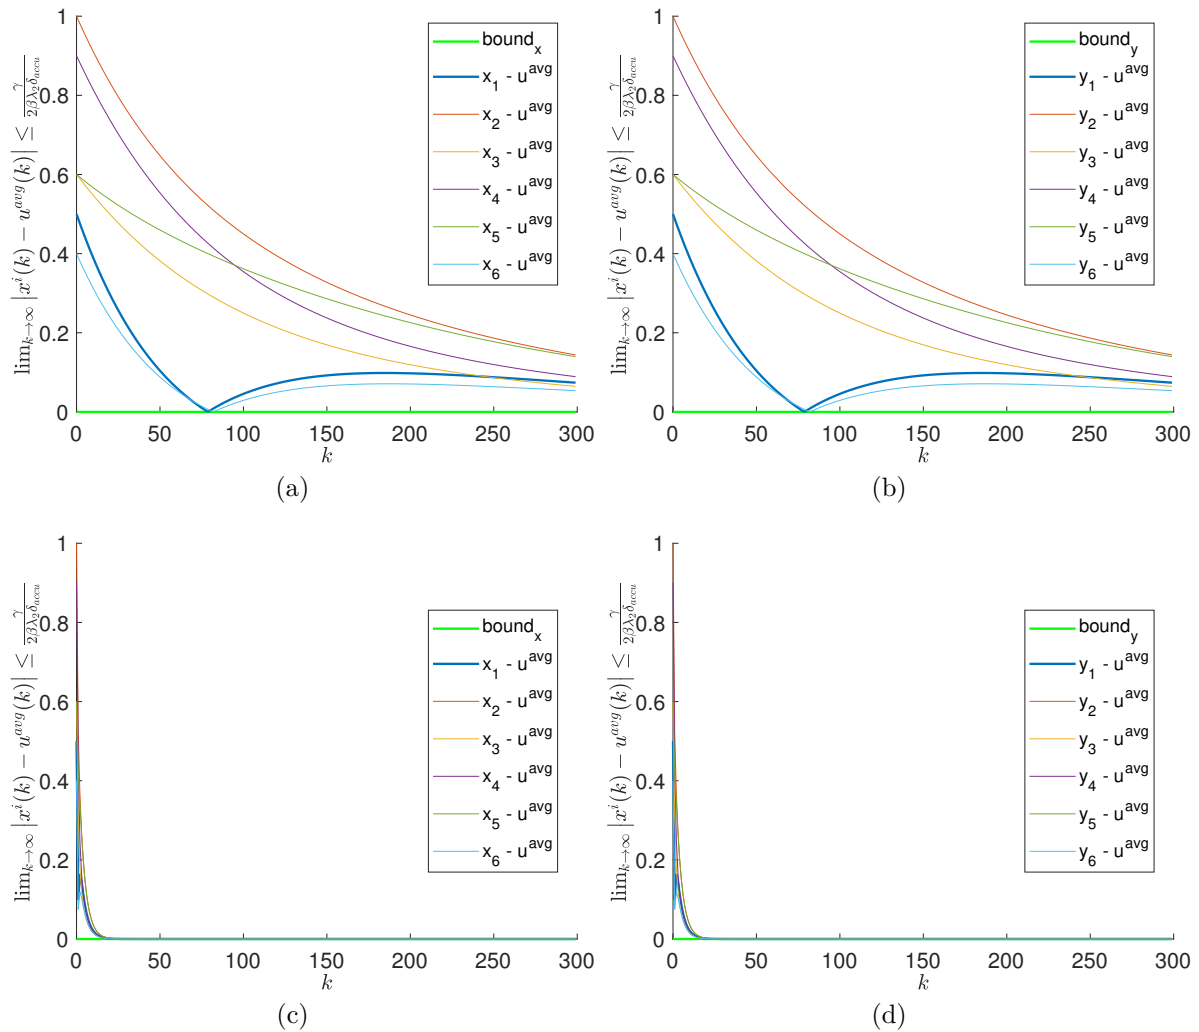 lim_{k→∞} |x^i(k) − u^{avg}(k)| ≤ γ/(2βλ_2δ_{accu})
1
0.8
0.6
0.4
0.2
0
0 50 100 150 200 250 300
k
bound_x
x_1 - u^{avg}
x_2 - u^{avg}
x_3 - u^{avg}
x_4 - u^{avg}
x_5 - u^{avg}
x_6 - u^{avg}
(a)
lim_{k→∞} |x^i(k) − u^{avg}(k)| ≤ γ/(2βλ_2δ_{accu})
1
0.8
0.6
0.4
0.2
0
0 50 100 150 200 250 300
k
bound_y
y_1 - u^{avg}
y_2 - u^{avg}
y_3 - u^{avg}
y_4 - u^{avg}
y_5 - u^{avg}
y_6 - u^{avg}
(b)
lim_{k→∞} |x^i(k) − u^{avg}(k)| ≤ γ/(2βλ_2δ_{accu})
1
0.8
0.6
0.4
0.2
0
0 50 100 150 200 250 300
k
bound_x
x_1 - u^{avg}
x_2 - u^{avg}
x_3 - u^{avg}
x_4 - u^{avg}
x_5 - u^{avg}
x_6 - u^{avg}
(c)
lim_{k→∞} |x^i(k) − u^{avg}(k)| ≤ γ/(2βλ_2δ_{accu})
1
0.8
0.6
0.4
0.2
0
0 50 100 150 200 250 300
k
bound_y
y_1 - u^{avg}
y_2 - u^{avg}
y_3 - u^{avg}
y_4 - u^{avg}
y_5 - u^{avg}
y_6 - u^{avg}
(d)